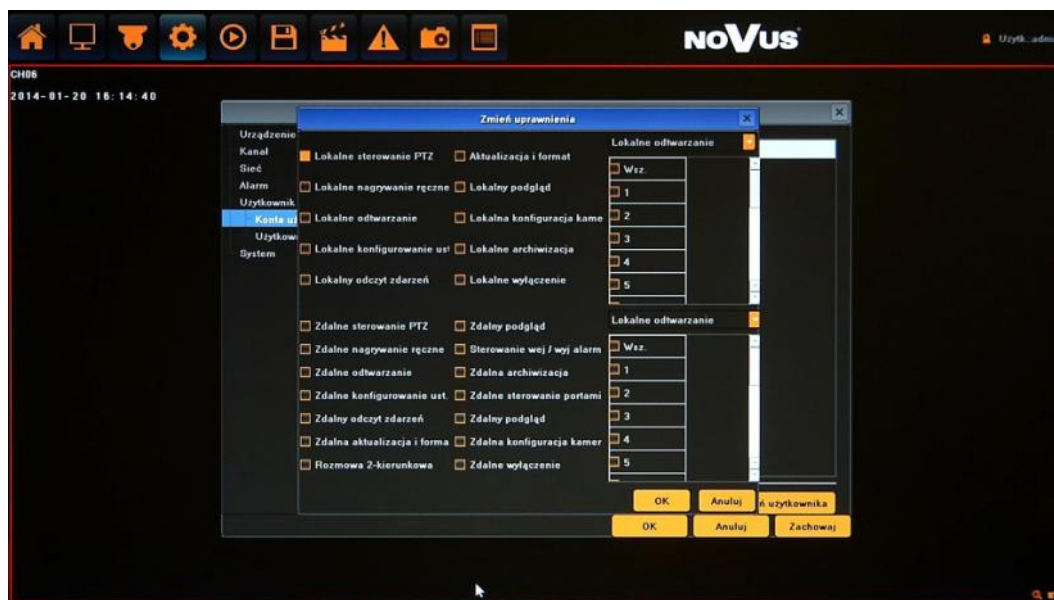 NOVUS
Użytk.:adm
CH06
2014-01-20 16:14:40
Zmień uprawnienia
Urządzenie
Kanał
Sieć
Alarm
Użytkownik
Konta uż
Użytkow
System
Lokalne sterowanie PTZ
Aktualizacja i format
Lokalne nagrywanie ręczne
Lokalny podgląd
Lokalne odtwarzanie
Lokalna konfiguracja kame
Lokalne konfigurowanie ust
Lokalne archiwizacja
Lokalny odczyt zdarzeń
Lokalne wyłączenie
Lokalne odtwarzanie
Wsz.
1
2
3
4
5
Zdalne sterowanie PTZ
Zdalny podgląd
Zdalne nagrywanie ręczne
Sterowanie wej / wyj alarm
Zdalne odtwarzanie
Zdalna archiwizacja
Zdalne konfigurowanie ust.
Zdalne sterowanie portami
Zdalny odczyt zdarzeń
Zdalny podgląd
Zdalna aktualizacja i forma
Zdalna konfiguracja kamer
Rozmowa 2-kierunkowa
Zdalne wyłączenie
Lokalne odtwarzanie
Wsz.
1
2
3
4
5
OK
Anuluj
ń użytkownika
OK
Anuluj
Zachowaj